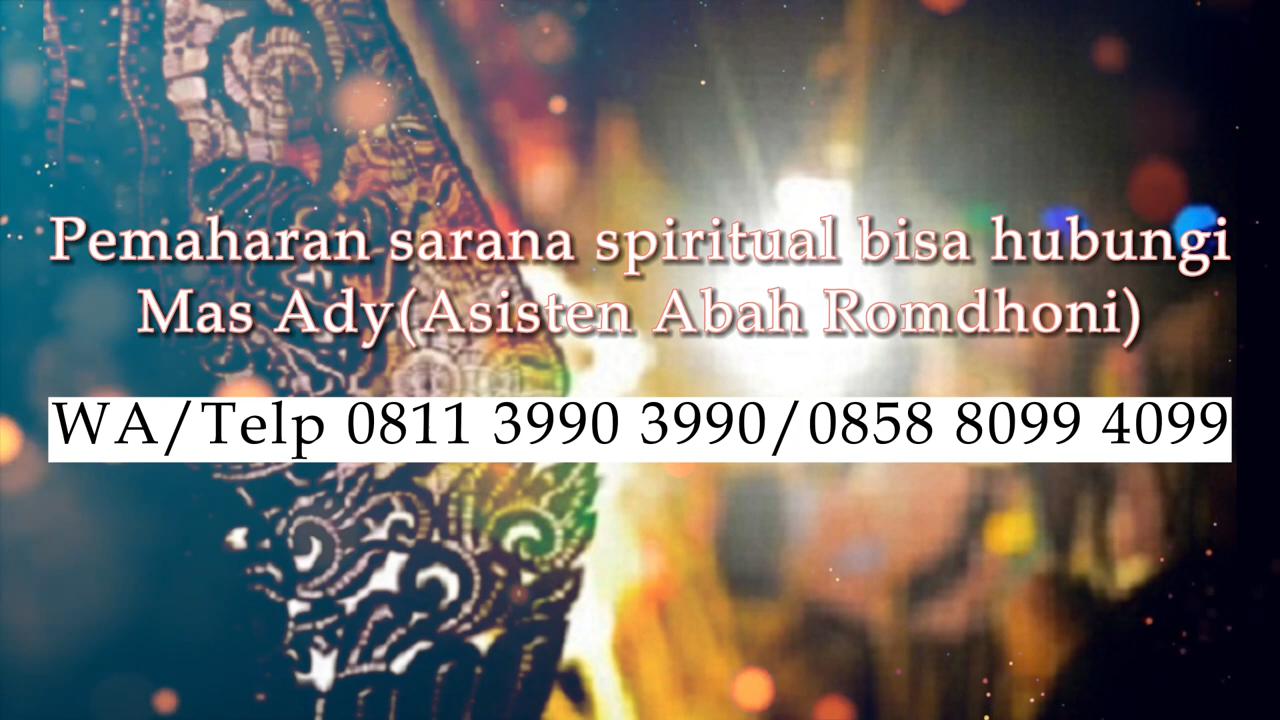 Pemaharan sarana spiritual bisa hubungi
Mas Ady(Asisten Abah Romdhoni)
WA/Telp 0811 3990 3990/0858 8099 4099